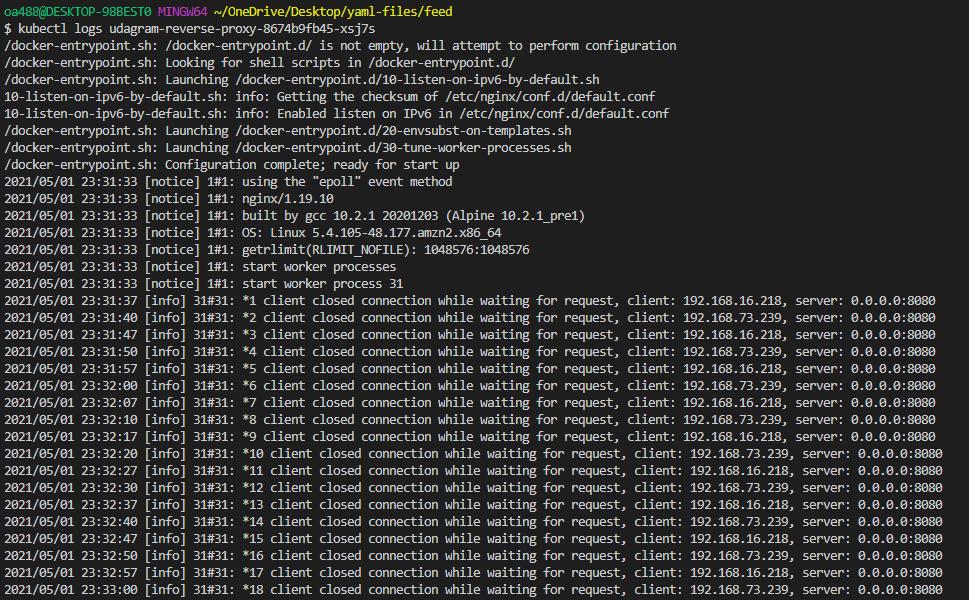 oa488@DESKTOP-98BEST0 MINGW64 ~/OneDrive/Desktop/yaml-files/feed
$ kubectl logs udagram-reverse-proxy-8674b9fb45-xsj7s
/docker-entrypoint.sh: /docker-entrypoint.d/ is not empty, will attempt to perform configuration
/docker-entrypoint.sh: Looking for shell scripts in /docker-entrypoint.d/
/docker-entrypoint.sh: Launching /docker-entrypoint.d/10-listen-on-ipv6-by-default.sh
10-listen-on-ipv6-by-default.sh: info: Getting the checksum of /etc/nginx/conf.d/default.conf
10-listen-on-ipv6-by-default.sh: info: Enabled listen on IPv6 in /etc/nginx/conf.d/default.conf
/docker-entrypoint.sh: Launching /docker-entrypoint.d/20-envsubst-on-templates.sh
/docker-entrypoint.sh: Launching /docker-entrypoint.d/30-tune-worker-processes.sh
/docker-entrypoint.sh: Configuration complete; ready for start up
2021/05/01 23:31:33 [notice] 1#1: using the "epoll" event method
2021/05/01 23:31:33 [notice] 1#1: nginx/1.19.10
2021/05/01 23:31:33 [notice] 1#1: built by gcc 10.2.1 20201203 (Alpine 10.2.1_pre1)
2021/05/01 23:31:33 [notice] 1#1: OS: Linux 5.4.105-48.177.amzn2.x86_64
2021/05/01 23:31:33 [notice] 1#1: getrlimit(RLIMIT_NOFILE): 1048576:1048576
2021/05/01 23:31:33 [notice] 1#1: start worker processes
2021/05/01 23:31:33 [notice] 1#1: start worker process 31
2021/05/01 23:31:37 [info] 31#31: *1 client closed connection while waiting for request, client: 192.168.16.218, server: 0.0.0.0:8080
2021/05/01 23:31:40 [info] 31#31: *2 client closed connection while waiting for request, client: 192.168.73.239, server: 0.0.0.0:8080
2021/05/01 23:31:47 [info] 31#31: *3 client closed connection while waiting for request, client: 192.168.16.218, server: 0.0.0.0:8080
2021/05/01 23:31:50 [info] 31#31: *4 client closed connection while waiting for request, client: 192.168.73.239, server: 0.0.0.0:8080
2021/05/01 23:31:57 [info] 31#31: *5 client closed connection while waiting for request, client: 192.168.16.218, server: 0.0.0.0:8080
2021/05/01 23:32:00 [info] 31#31: *6 client closed connection while waiting for request, client: 192.168.73.239, server: 0.0.0.0:8080
2021/05/01 23:32:07 [info] 31#31: *7 client closed connection while waiting for request, client: 192.168.16.218, server: 0.0.0.0:8080
2021/05/01 23:32:10 [info] 31#31: *8 client closed connection while waiting for request, client: 192.168.73.239, server: 0.0.0.0:8080
2021/05/01 23:32:17 [info] 31#31: *9 client closed connection while waiting for request, client: 192.168.16.218, server: 0.0.0.0:8080
2021/05/01 23:32:20 [info] 31#31: *10 client closed connection while waiting for request, client: 192.168.73.239, server: 0.0.0.0:8080
2021/05/01 23:32:27 [info] 31#31: *11 client closed connection while waiting for request, client: 192.168.16.218, server: 0.0.0.0:8080
2021/05/01 23:32:30 [info] 31#31: *12 client closed connection while waiting for request, client: 192.168.73.239, server: 0.0.0.0:8080
2021/05/01 23:32:37 [info] 31#31: *13 client closed connection while waiting for request, client: 192.168.16.218, server: 0.0.0.0:8080
2021/05/01 23:32:40 [info] 31#31: *14 client closed connection while waiting for request, client: 192.168.73.239, server: 0.0.0.0:8080
2021/05/01 23:32:47 [info] 31#31: *15 client closed connection while waiting for request, client: 192.168.16.218, server: 0.0.0.0:8080
2021/05/01 23:32:50 [info] 31#31: *16 client closed connection while waiting for request, client: 192.168.73.239, server: 0.0.0.0:8080
2021/05/01 23:32:57 [info] 31#31: *17 client closed connection while waiting for request, client: 192.168.16.218, server: 0.0.0.0:8080
2021/05/01 23:33:00 [info] 31#31: *18 client closed connection while waiting for request, client: 192.168.73.239, server: 0.0.0.0:8080